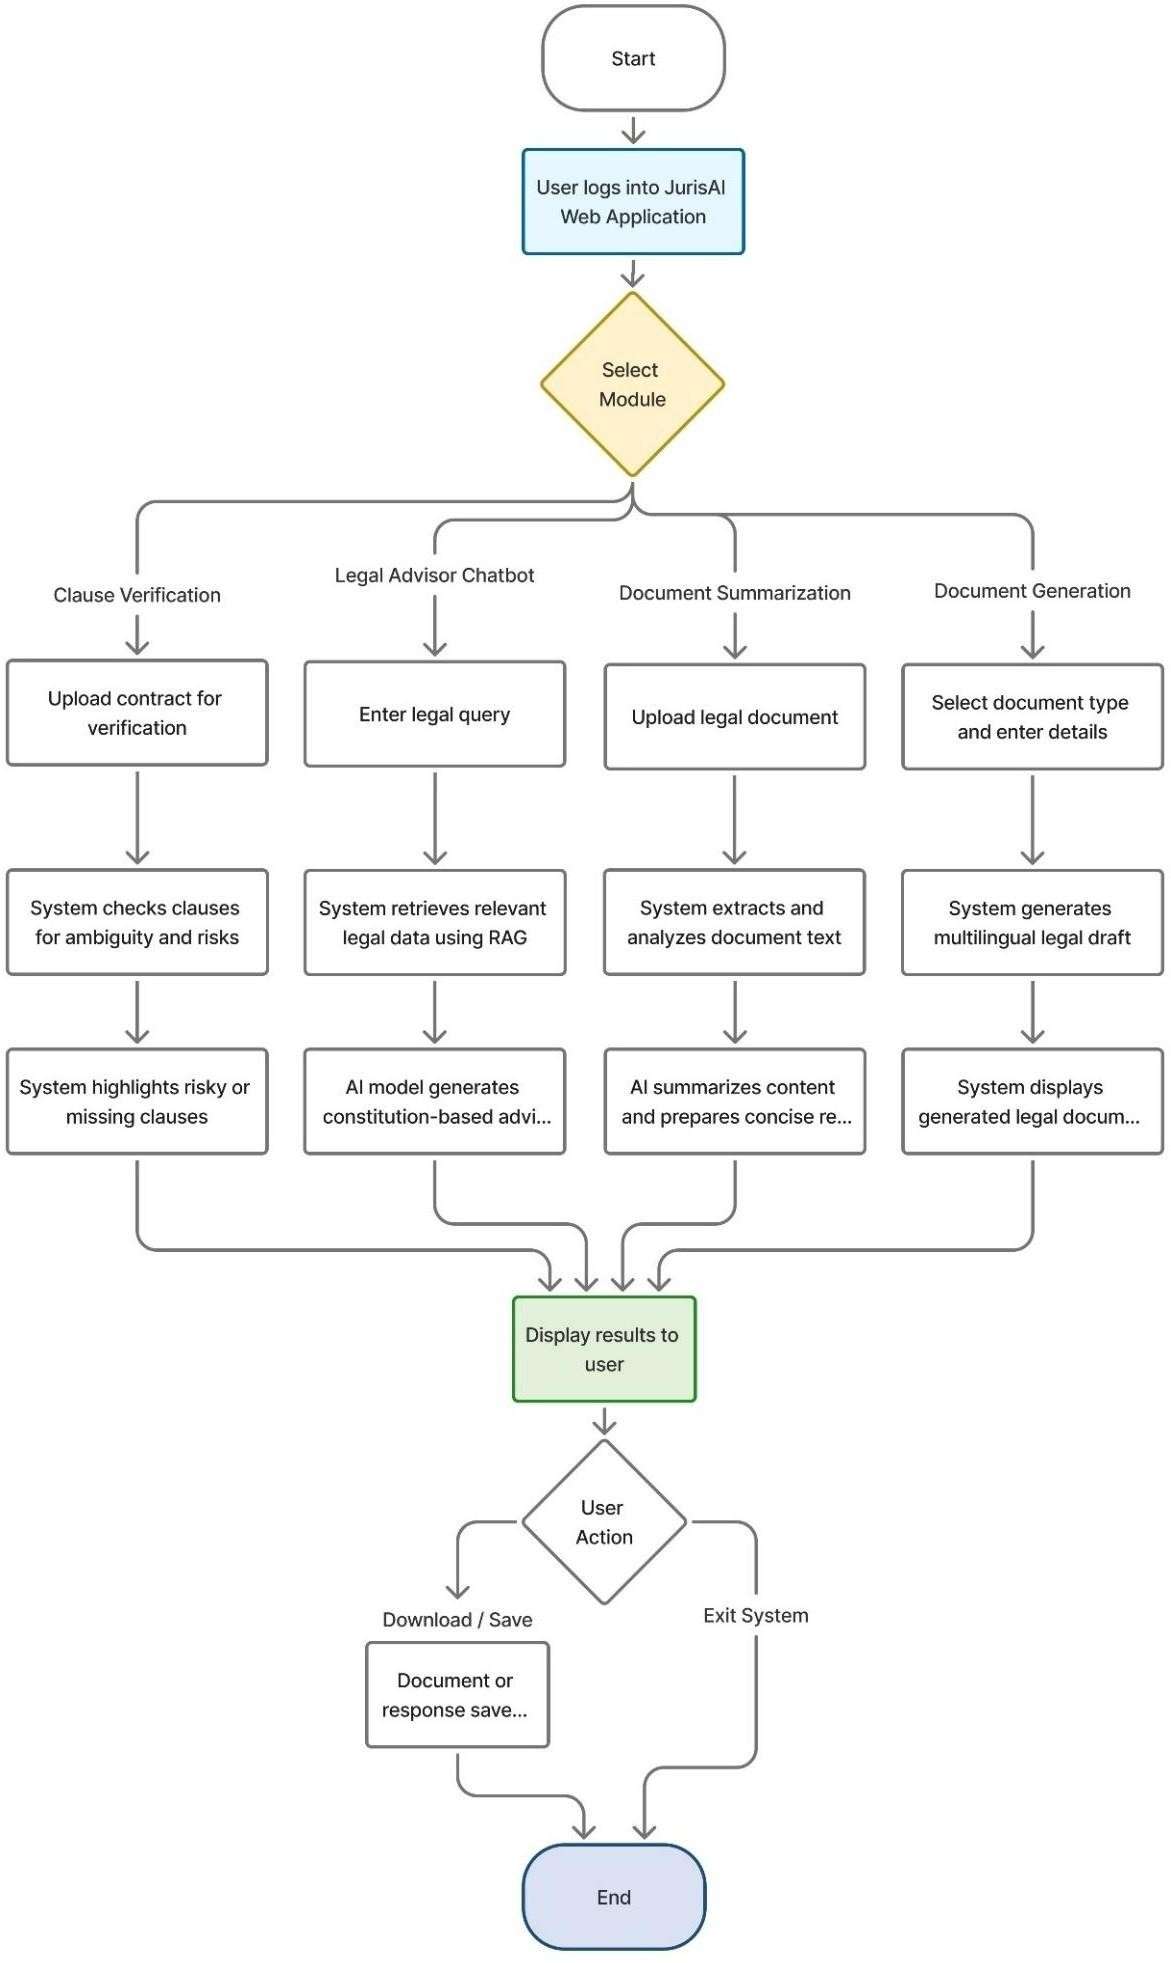 Start
User logs into JurisAI
Web Application
Select
Module
Clause Verification
Legal Advisor Chatbot
Document Summarization
Document Generation
Upload contract for
verification
Enter legal query
Upload legal document
Select document type
and enter details
System checks clauses
for ambiguity and risks
System retrieves relevant
legal data using RAG
System extracts and
analyzes document text
System generates
multilingual legal draft
System highlights risky or
missing clauses
AI model generates
constitution-based advi...
AI summarizes content
and prepares concise re...
System displays
generated legal docum...
Display results to
user
User
Action
Download / Save
Exit System
Document or
response save...
End